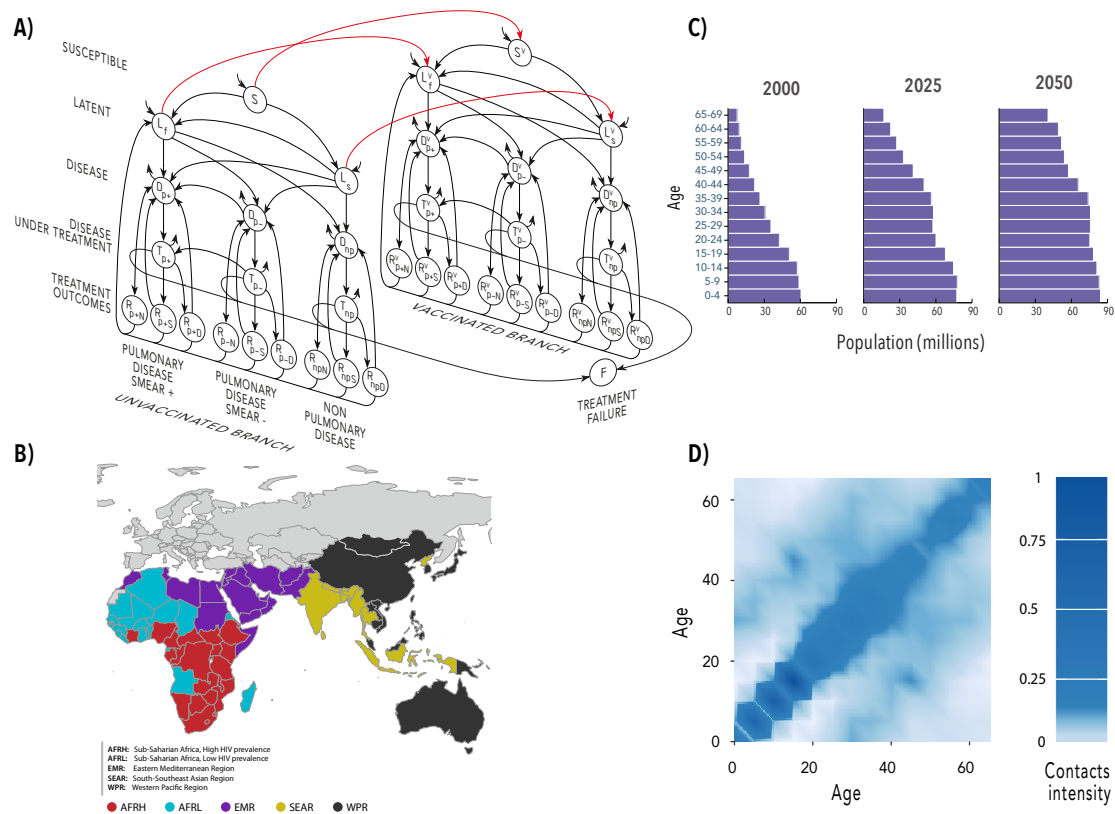 A)
SUSCEPTIBLE
LATENT
DISEASE
DISEASE
UNDER TREATMENT
TREATMENT
OUTCOMES
S
L f
L s
D p+
D p-
D np
T p+
T p-
T np
R p+N
R p+S
R p+D
R p-N
R p-S
R p-D
R npN
R npS
R npD
PULMONARY
DISEASE
SMEAR +
PULMONARY
DISEASE
SMEAR -
NON
PULMONARY
DISEASE
UNVACCINATED BRANCH
S v
L v f
L v s
D v p+
D v p-
D v np
T v p+
T v p-
T v np
R v p+N
R v p+S
R v p+D
R v p-N
R v p-S
R v p-D
R v npN
R v npS
R v npD
VACCINATED BRANCH
F
TREATMENT
FAILURE
C)
2000 2025 2050
Age
65-69
60-64
55-59
50-54
45-49
40-44
35-39
30-34
25-29
20-24
15-19
10-14
5-9
0-4
0 30 60 90
0 30 60 90
0 30 60 90
Population (millions)
B)
AFRH: Sub-Saharian Africa, High HIV prevalence
AFRL: Sub-Saharian Africa, Low HIV prevalence
EMR: Eastern Mediterranean Region
SEAR: South-Southeast Asian Region
WPR: Western Pacific Region
AFRH AFRL EMR SEAR WPR
D)
Age
60
40
20
0
0 20 40 60
Age
1
0.75
0.5
0.25
0
Contacts
intensity